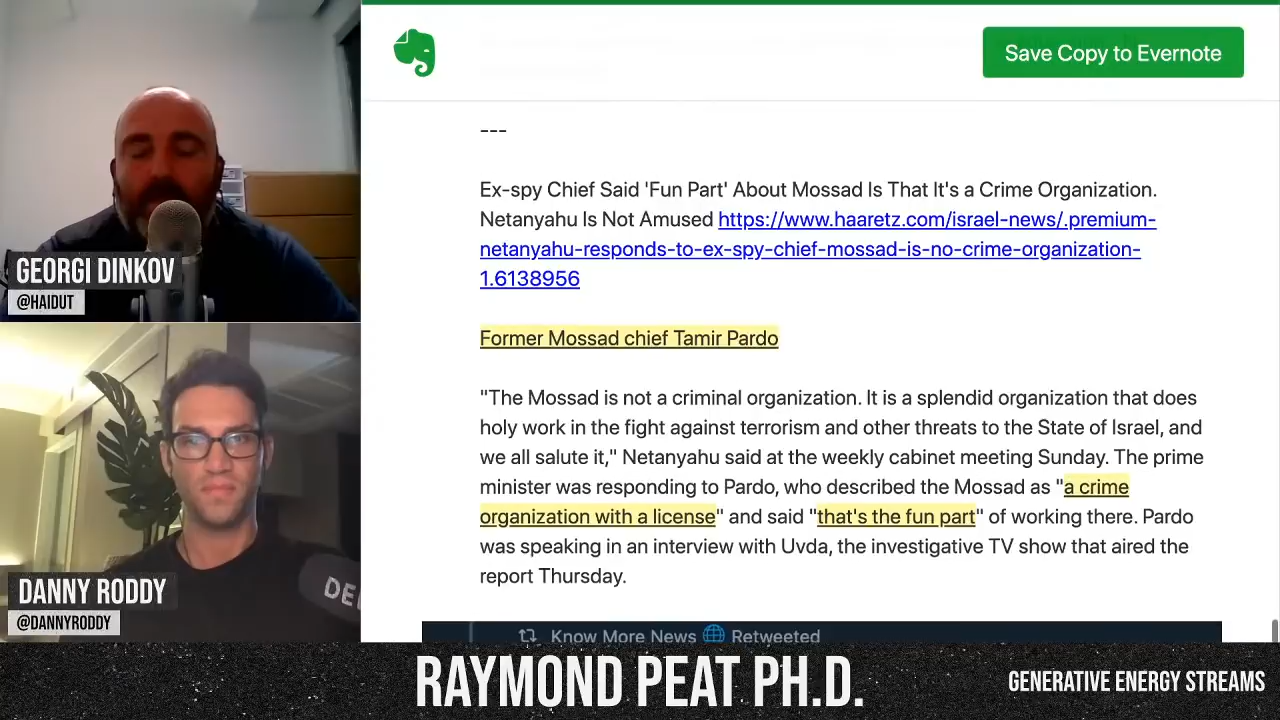 Save Copy to Evernote
---
Ex-spy Chief Said 'Fun Part' About Mossad Is That It's a Crime Organization.
Netanyahu Is Not Amused https://www.haaretz.com/israel-news/.premium-
netanyahu-responds-to-ex-spy-chief-mossad-is-no-crime-organization-
1.6138956
Former Mossad chief Tamir Pardo
"The Mossad is not a criminal organization. It is a splendid organization that does
holy work in the fight against terrorism and other threats to the State of Israel, and
we all salute it," Netanyahu said at the weekly cabinet meeting Sunday. The prime
minister was responding to Pardo, who described the Mossad as "a crime
organization with a license" and said "that's the fun part" of working there. Pardo
was speaking in an interview with Uvda, the investigative TV show that aired the
report Thursday.
Know More News Retweeted
GEORGI DINKOV
@HAIDUT
DANNY RODDY
@DANNYRODDY
RAYMOND PEAT PH.D.
GENERATIVE ENERGY STREAMS